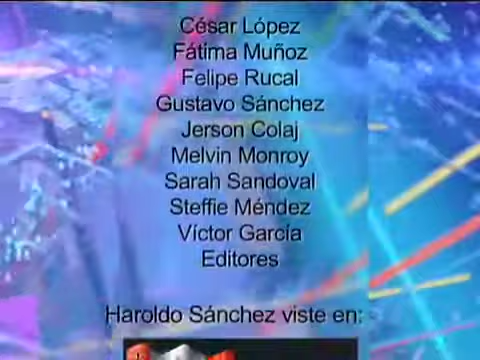 César López
Fátima Muñoz
Felipe Rucal
Gustavo Sánchez
Jerson Colaj
Melvin Monroy
Sarah Sandoval
Steffie Méndez
Víctor García
Editores
Haroldo Sánchez viste en: